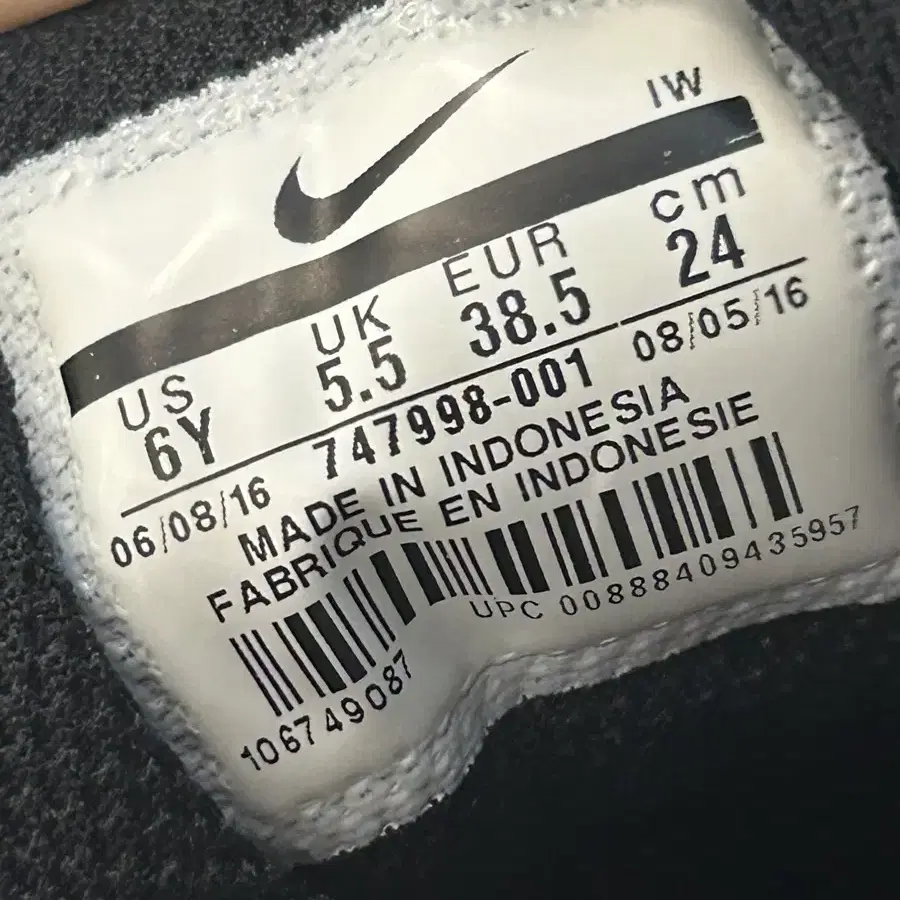 IW
US UK EUR cm
6Y 5.5 38.5 24
06/08/16 747998-001 08/05/16
MADE IN INDONESIA
FABRIQUE EN INDONESIE
UPC 00888409435957
106749087